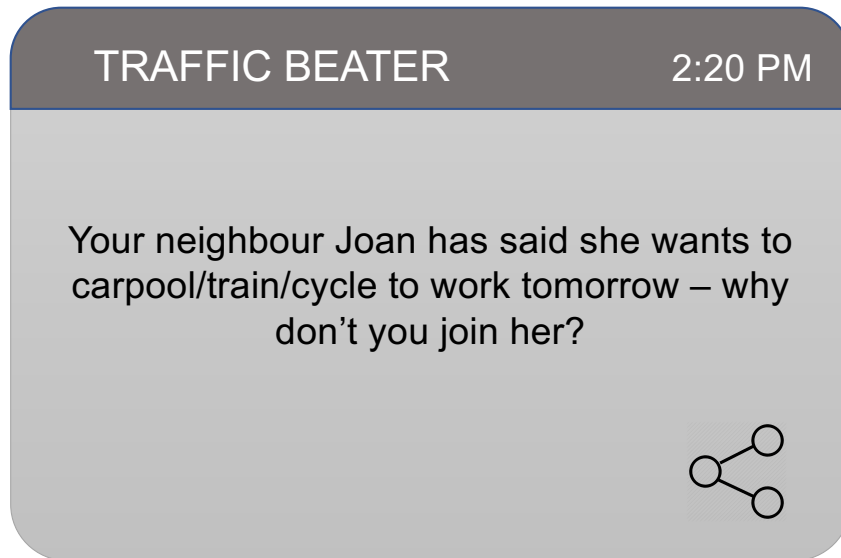 TRAFFIC BEATER 2:20 PM
Your neighbour Joan has said she wants to
carpool/train/cycle to work tomorrow – why
don’t you join her?